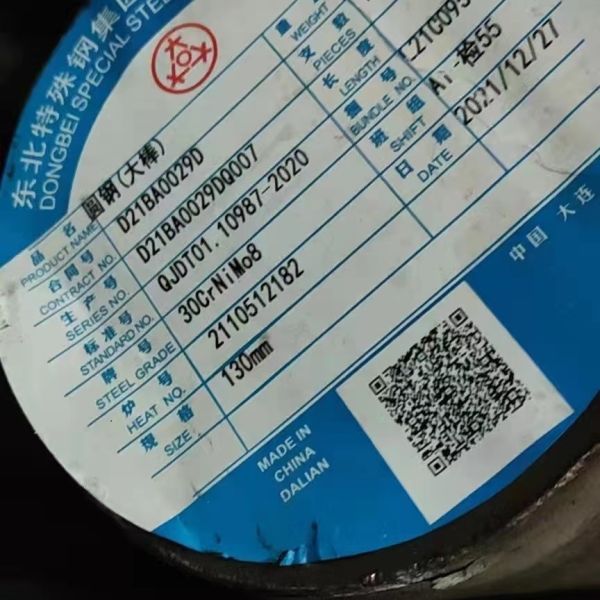 东北特殊钢集团
DONGBEI SPECIAL STEE
品名 圆钢(大棒)
PRODUCT NAME
合同号 D21BA0029D
CONTRACT NO.
生产号 D21BA0029DQ007
SERIES NO.
标准号 QJDT01.10987-2020
STANDARD NO.
牌号 30CrNiMo8
STEEL GRADE
炉号 2110512182
HEAT NO.
规格 130mm
SIZE
重
WEIGHT
支数
PIECES
长度
LENGTH
捆号 L21C095
BUNDLE NO.
班组 Ai-检55
SHIFT
日期 2021/12/27
中国 大连
MADE IN
CHINA
DALIAN